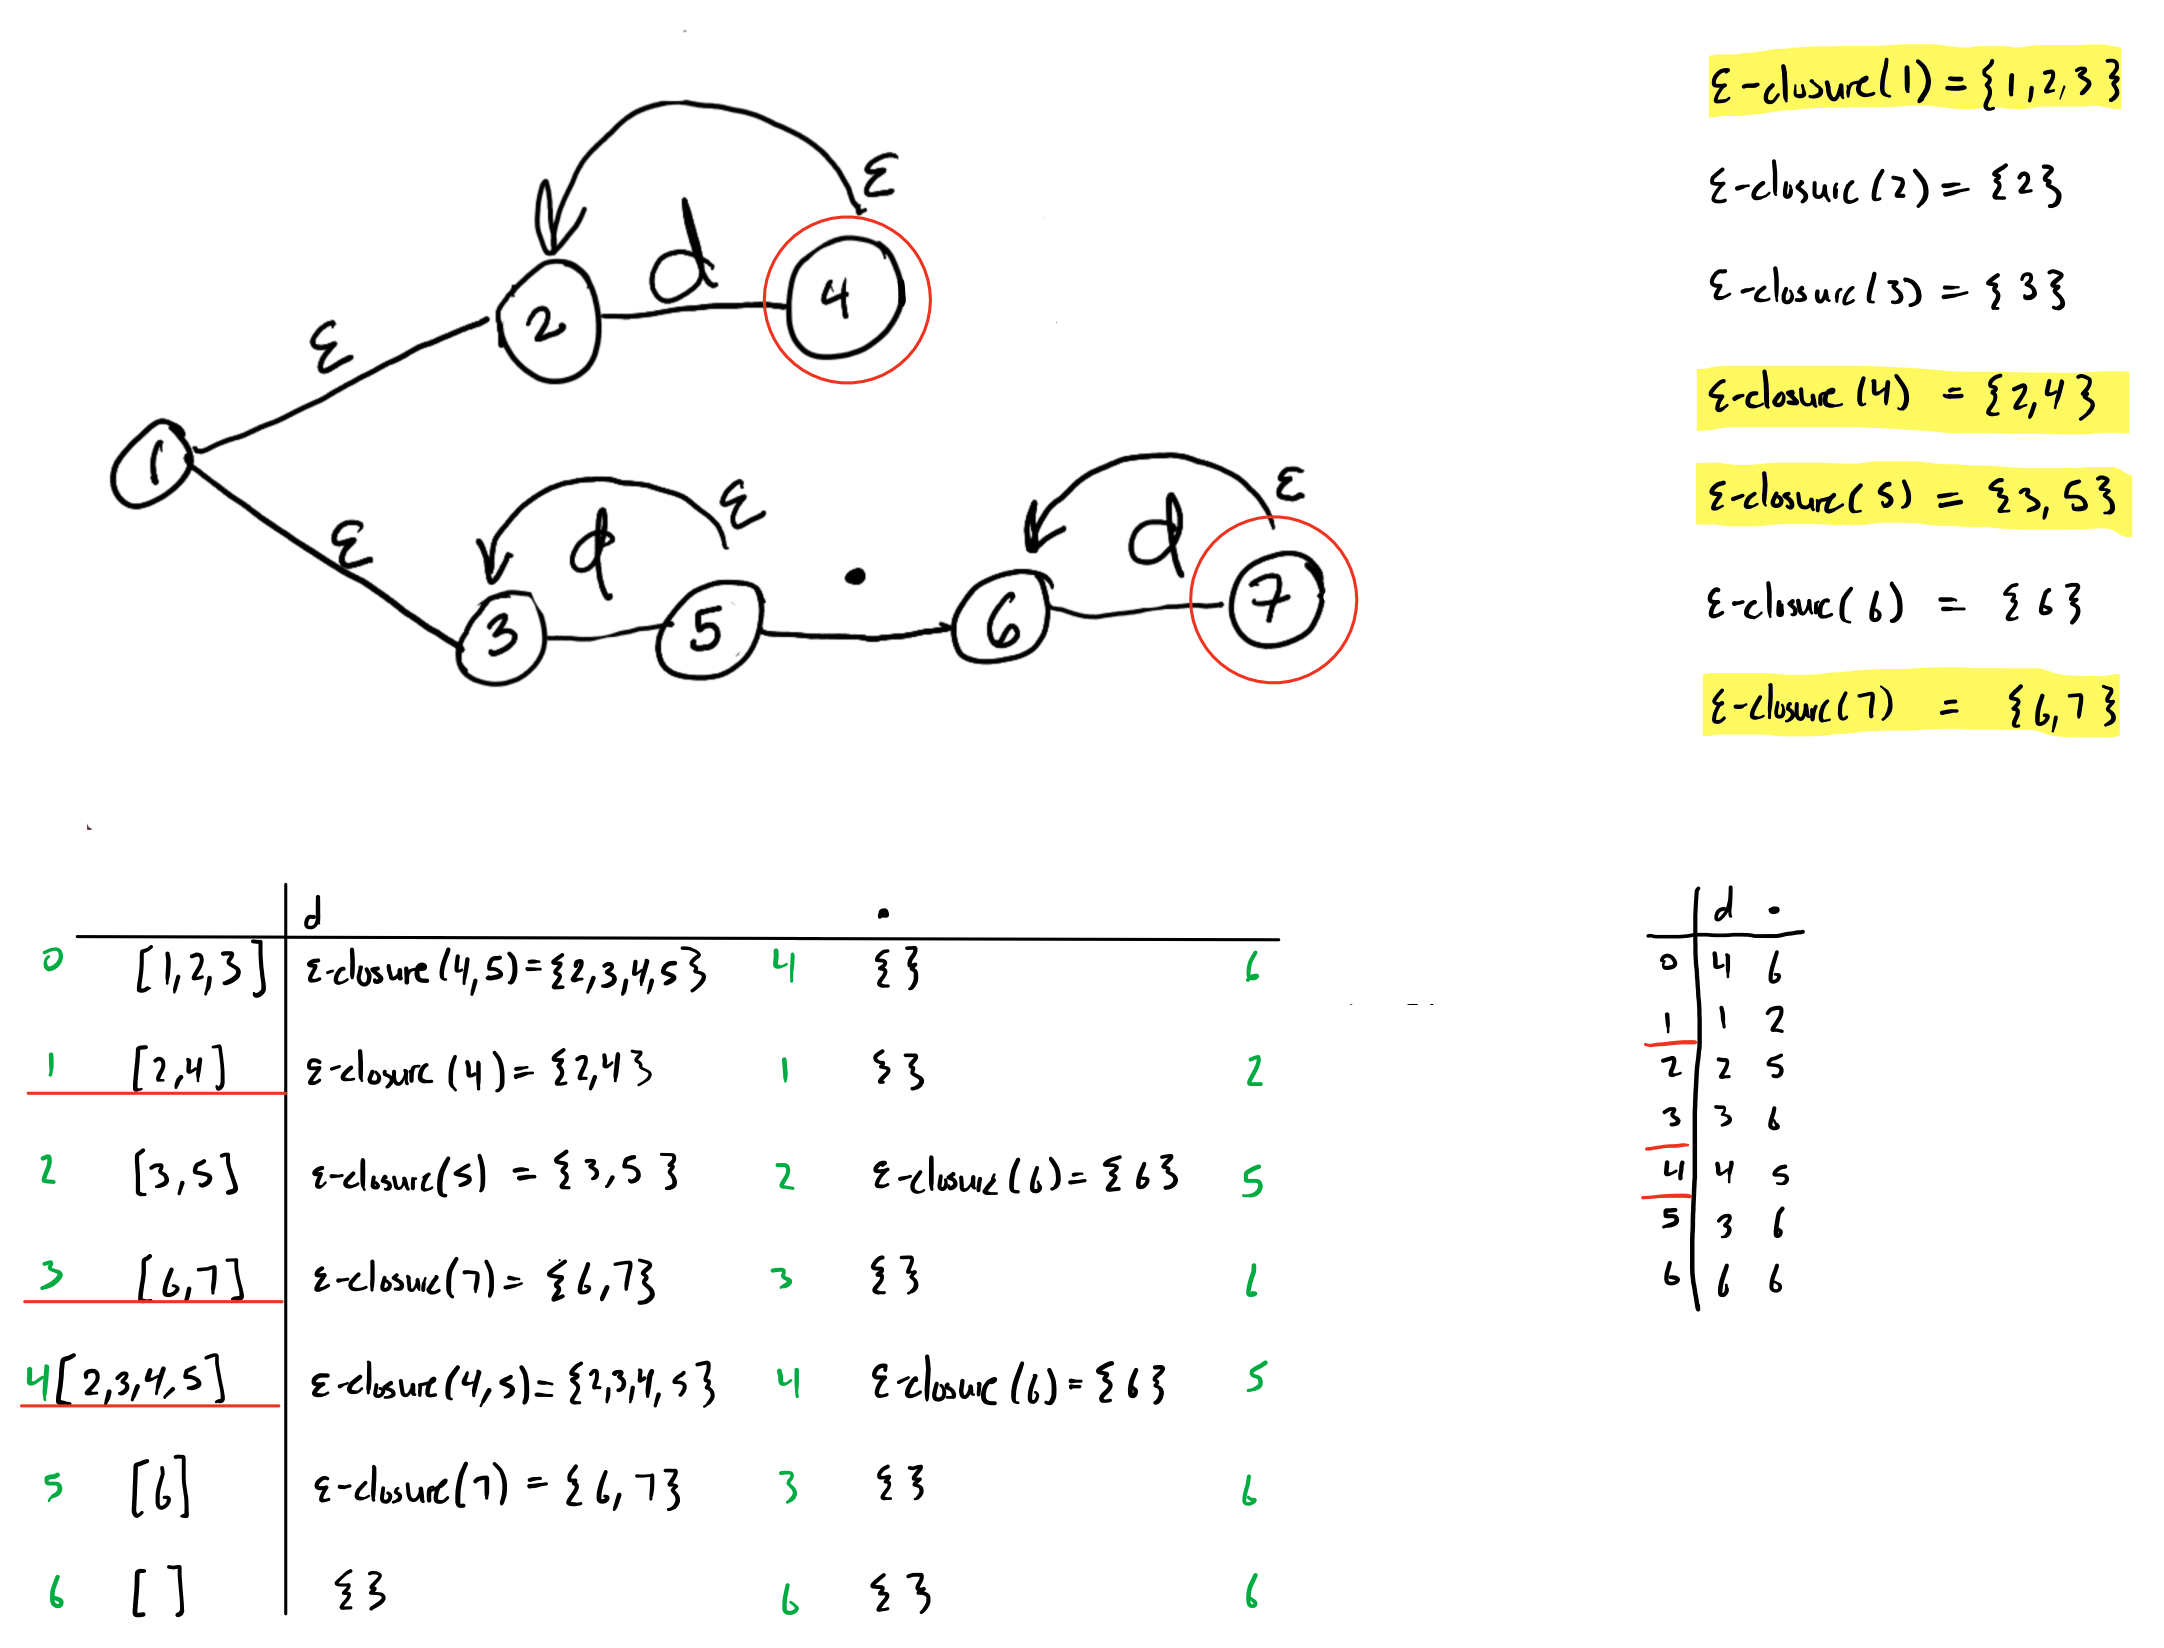 ε
d
4
2
ε
1
ε
3
d
ε
5
.
6
d
ε
7
ε-closure(1) = {1,2,3}
ε-closure(2) = {2}
ε-closure(3) = {3}
ε-closure(4) = {2,4}
ε-closure(5) = {3,5}
ε-closure(6) = {6}
ε-closure(7) = {6,7}
d .
0 [1,2,3] ε-closure(4,5) = {2,3,4,5} 4 {} 6
1 [2,4] ε-closure(4) = {2,4} 1 {} 2
2 [3,5] ε-closure(5) = {3,5} 2 ε-closure(6) = {6} 5
3 [6,7] ε-closure(7) = {6,7} 3 {} 6
4 [2,3,4,5] ε-closure(4,5) = {2,3,4,5} 4 ε-closure(6) = {6} 5
5 [6] ε-closure(7) = {6,7} 3 {} 6
6 [ ] {} 6 {} 6
d .
0 4 6
1 1 2
2 2 5
3 3 6
4 4 5
5 3 6
6 6 6